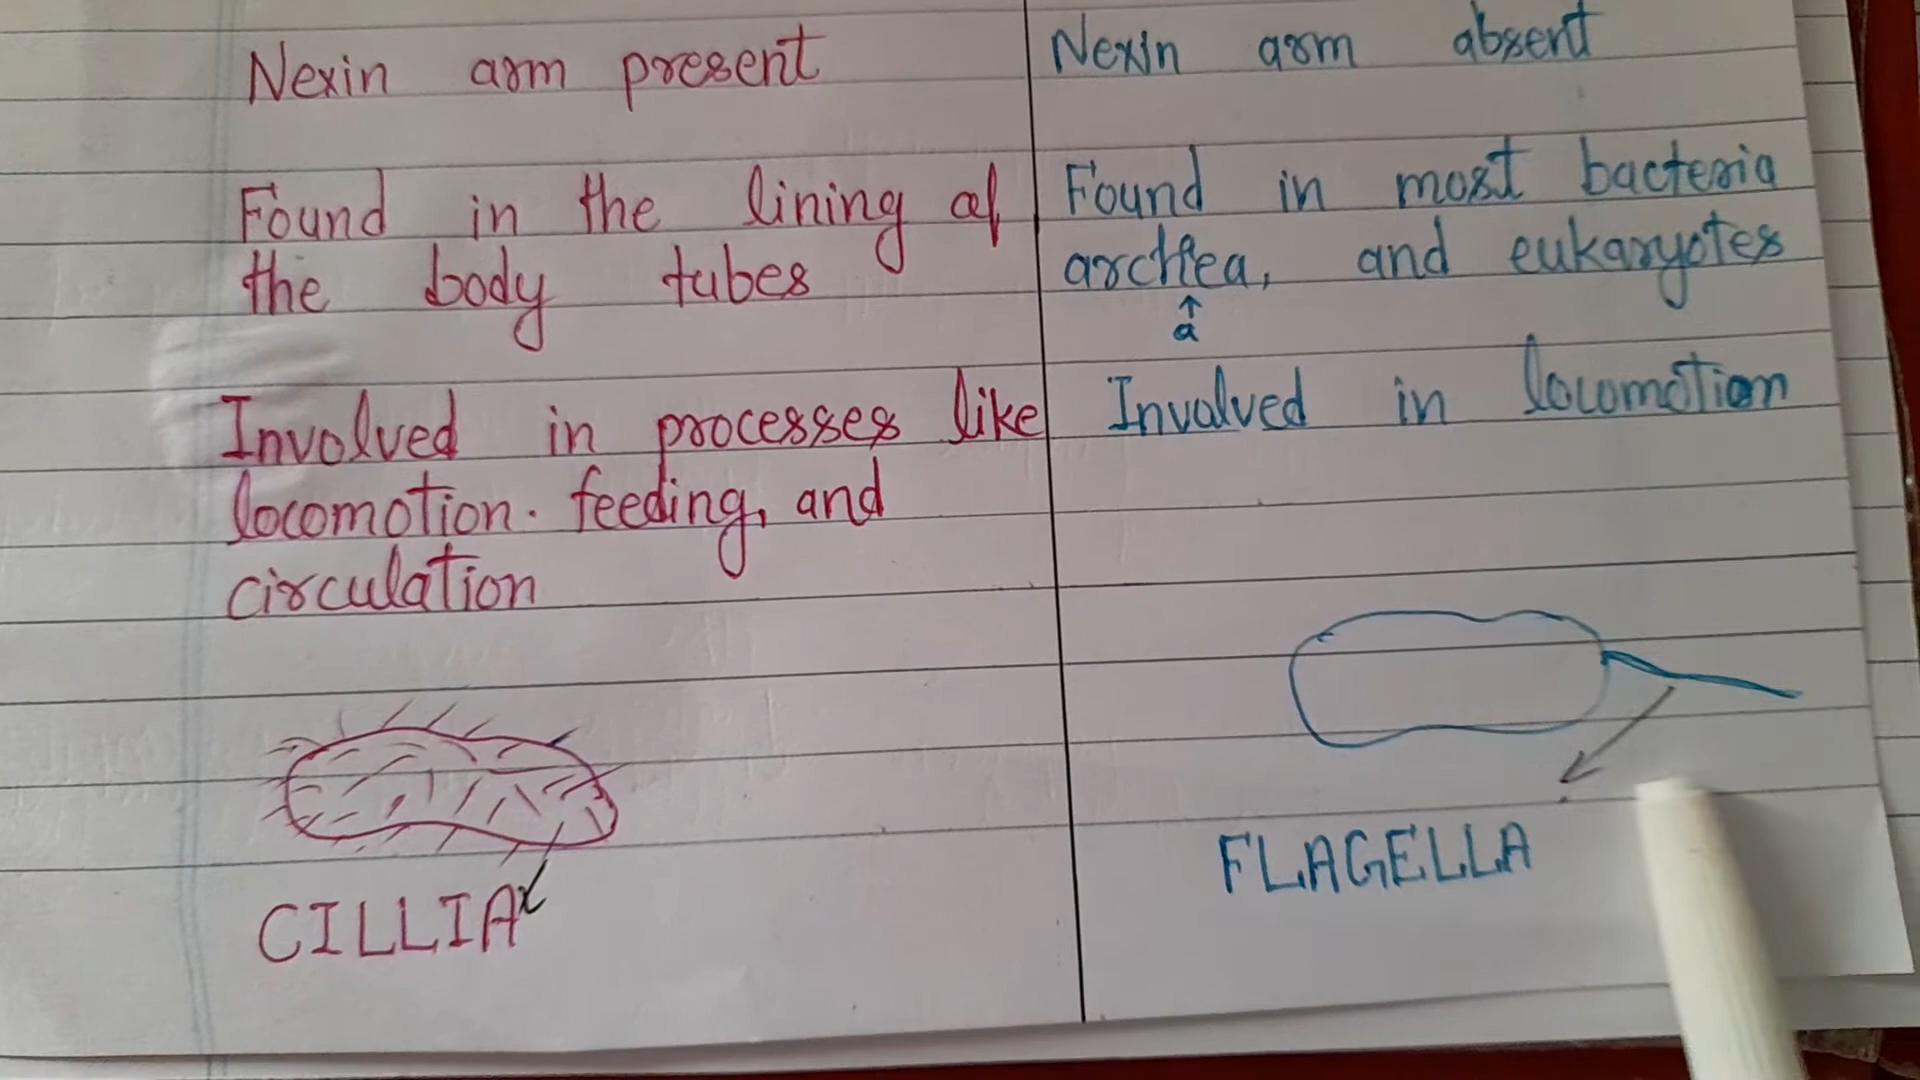 Nexin arm present
Found in the lining of
the body tubes
Involved in processes like
locomotion. feeding, and
circulation
CILLIA
Nexin arm absent
Found in most bacteria
archea, and eukaryotes
a
Involved in locomotion
FLAGELLA